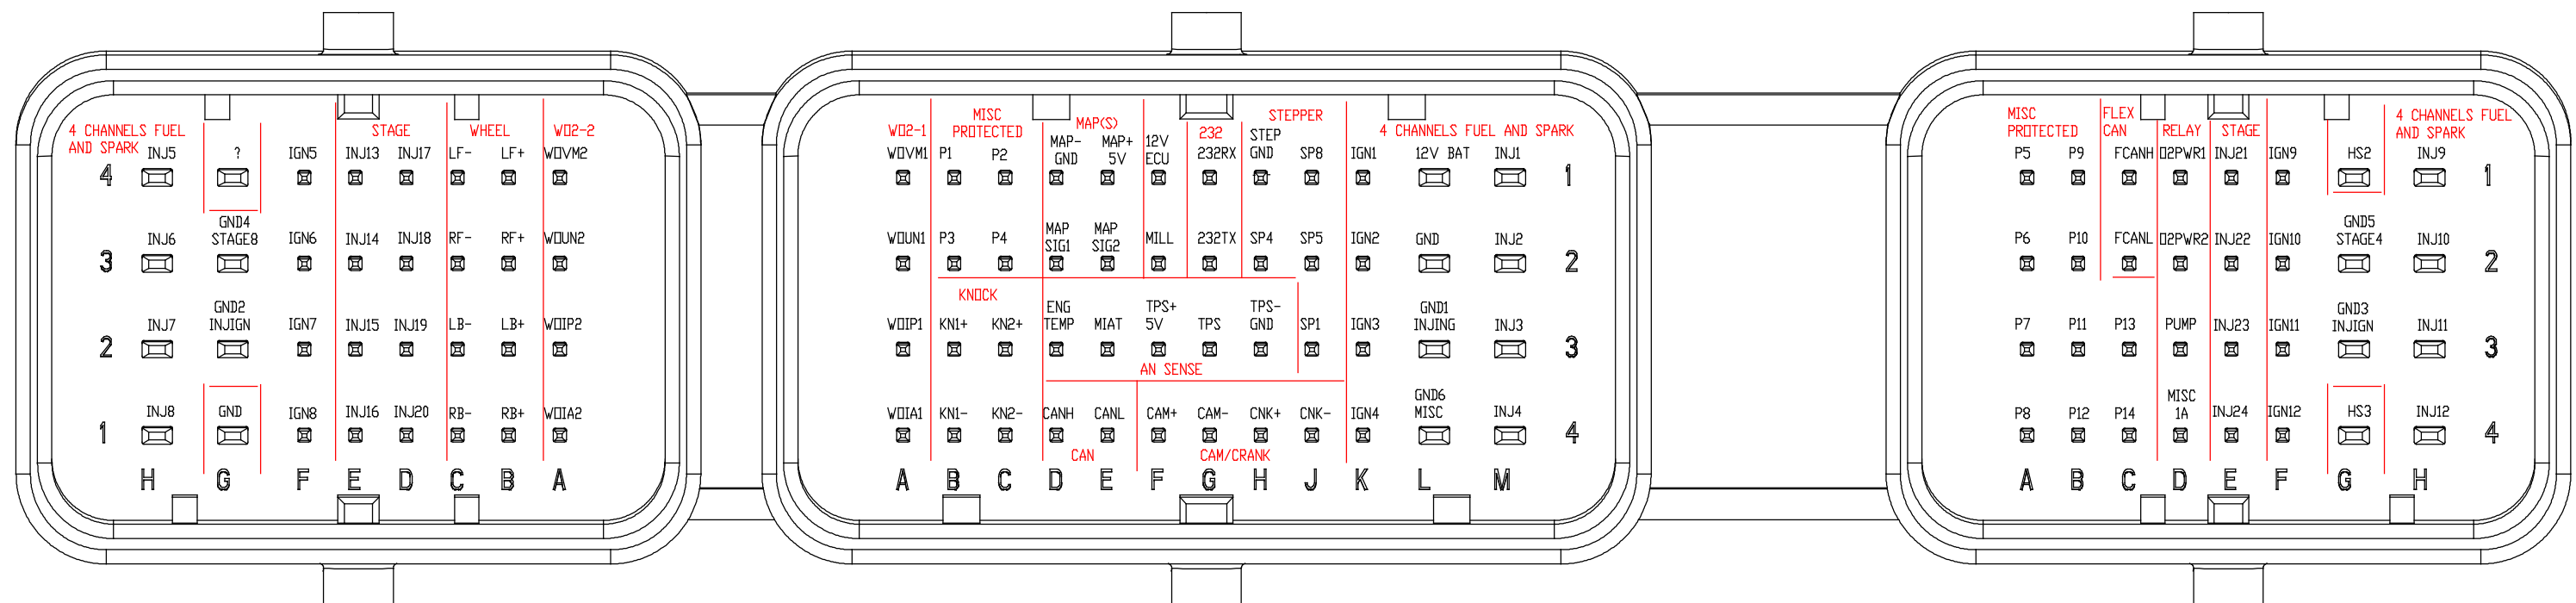 4 CHANNELS FUEL
AND SPARK
STAGE
WHEEL
WO2-2
INJ5 ? IGN5 INJ13 INJ17 LF- LF+ WOVM2
4
GND4
INJ6 STAGE8 IGN6 INJ14 INJ18 RF- RF+ WOUN2
3
GND2
INJ7 INJIGN IGN7 INJ15 INJ19 LB- LB+ WOIP2
2
INJ8 GND IGN8 INJ16 INJ20 RB- RB+ WOIA2
1
H G F E D C B A
WO2-1
MISC
PROTECTED
MAP(S)
232
STEPPER
4 CHANNELS FUEL AND SPARK
MAP- MAP+ 12V STEP
WOVM1 P1 P2 GND 5V ECU 232RX GND SP8 IGN1 12V BAT INJ1
1
MAP MAP
WOUN1 P3 P4 SIG1 SIG2 MILL 232TX SP4 SP5 IGN2 GND INJ2
2
KNOCK
ENG TPS+ TPS- GND1
WOIP1 KN1+ KN2+ TEMP MIAT 5V TPS GND SP1 IGN3 INJING INJ3
3
AN SENSE
GND6
WOIA1 KN1- KN2- CANH CANL CAM+ CAM- CNK+ CNK- IGN4 MISC INJ4
4
CAN
CAM/CRANK
A B C D E F G H J K L M
MISC
PROTECTED
FLEX
CAN
RELAY
STAGE
4 CHANNELS FUEL
AND SPARK
P5 P9 FCANH O2PWR1 INJ21 IGN9 HS2 INJ9
1
GND5
P6 P10 FCANL O2PWR2 INJ22 IGN10 STAGE4 INJ10
2
GND3
P7 P11 P13 PUMP INJ23 IGN11 INJIGN INJ11
3
MISC
P8 P12 P14 1A INJ24 IGN12 HS3 INJ12
4
A B C D E F G H